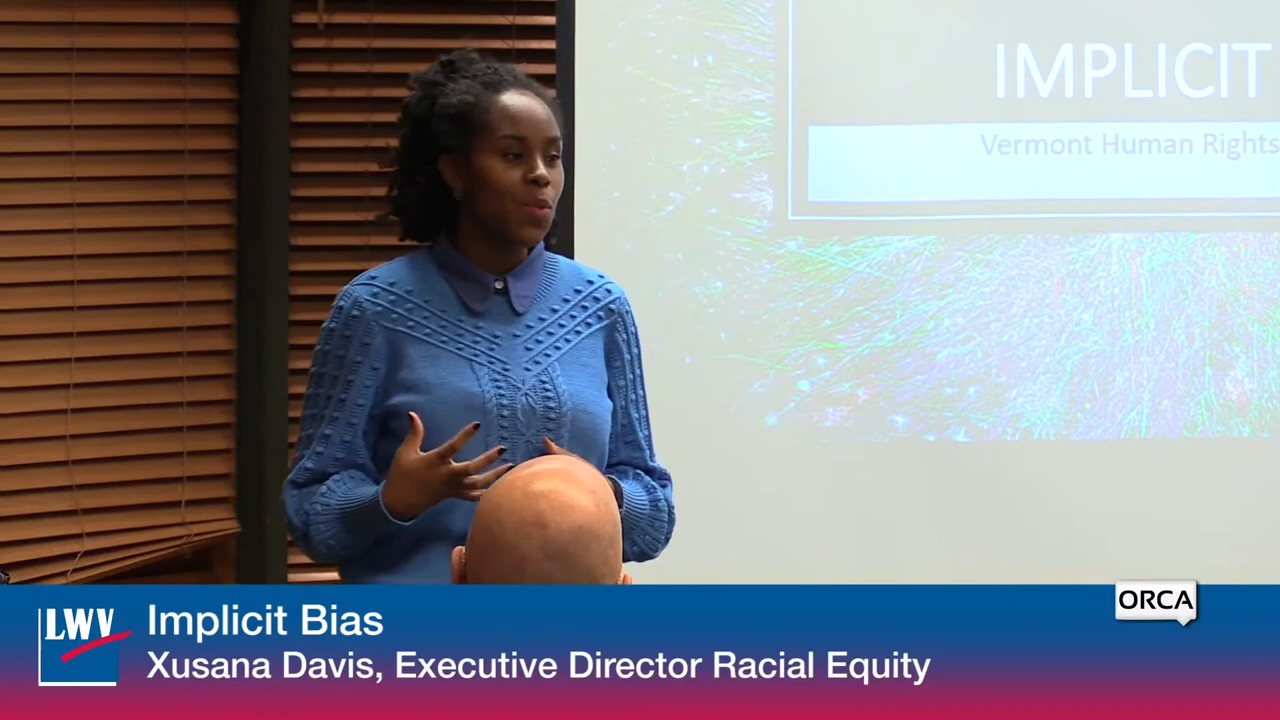 IMPLICIT
Vermont Human Rights
ORCA
LWV
Implicit Bias
Xusana Davis, Executive Director Racial Equity